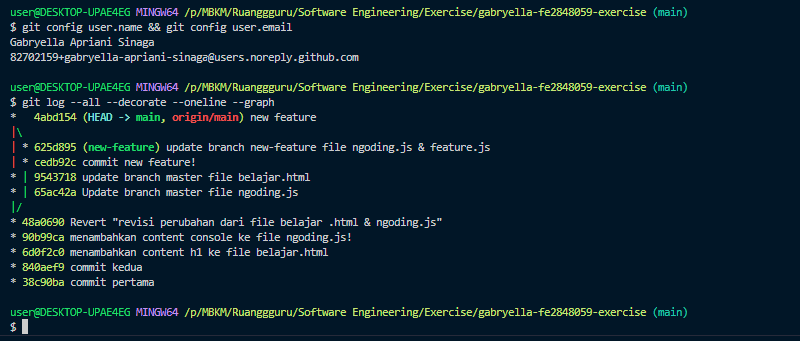 user@DESKTOP-UPAE4EG MINGW64 /p/MBKM/Ruanggguru/Software Engineering/Exercise/gabryella-fe2848059-exercise (main)
$ git config user.name && git config user.email
Gabryella Apriani Sinaga
82702159+gabryella-apriani-sinaga@users.noreply.github.com

user@DESKTOP-UPAE4EG MINGW64 /p/MBKM/Ruanggguru/Software Engineering/Exercise/gabryella-fe2848059-exercise (main)
$ git log --all --decorate --oneline --graph
*   4abd154 (HEAD -> main, origin/main) new feature
|\
| * 625d895 (new-feature) update branch new-feature file ngoding.js & feature.js
| * cedb92c commit new feature!
* | 9543718 update branch master file belajar.html
* | 65ac42a Update branch master file ngoding.js
|/
* 48a0690 Revert "revisi perubahan dari file belajar .html & ngoding.js"
* 90b99ca menambahkan content console ke file ngoding.js!
* 6d0f2c0 menambahkan content h1 ke file belajar.html
* 840aef9 commit kedua
* 38c90ba commit pertama

user@DESKTOP-UPAE4EG MINGW64 /p/MBKM/Ruanggguru/Software Engineering/Exercise/gabryella-fe2848059-exercise (main)
$